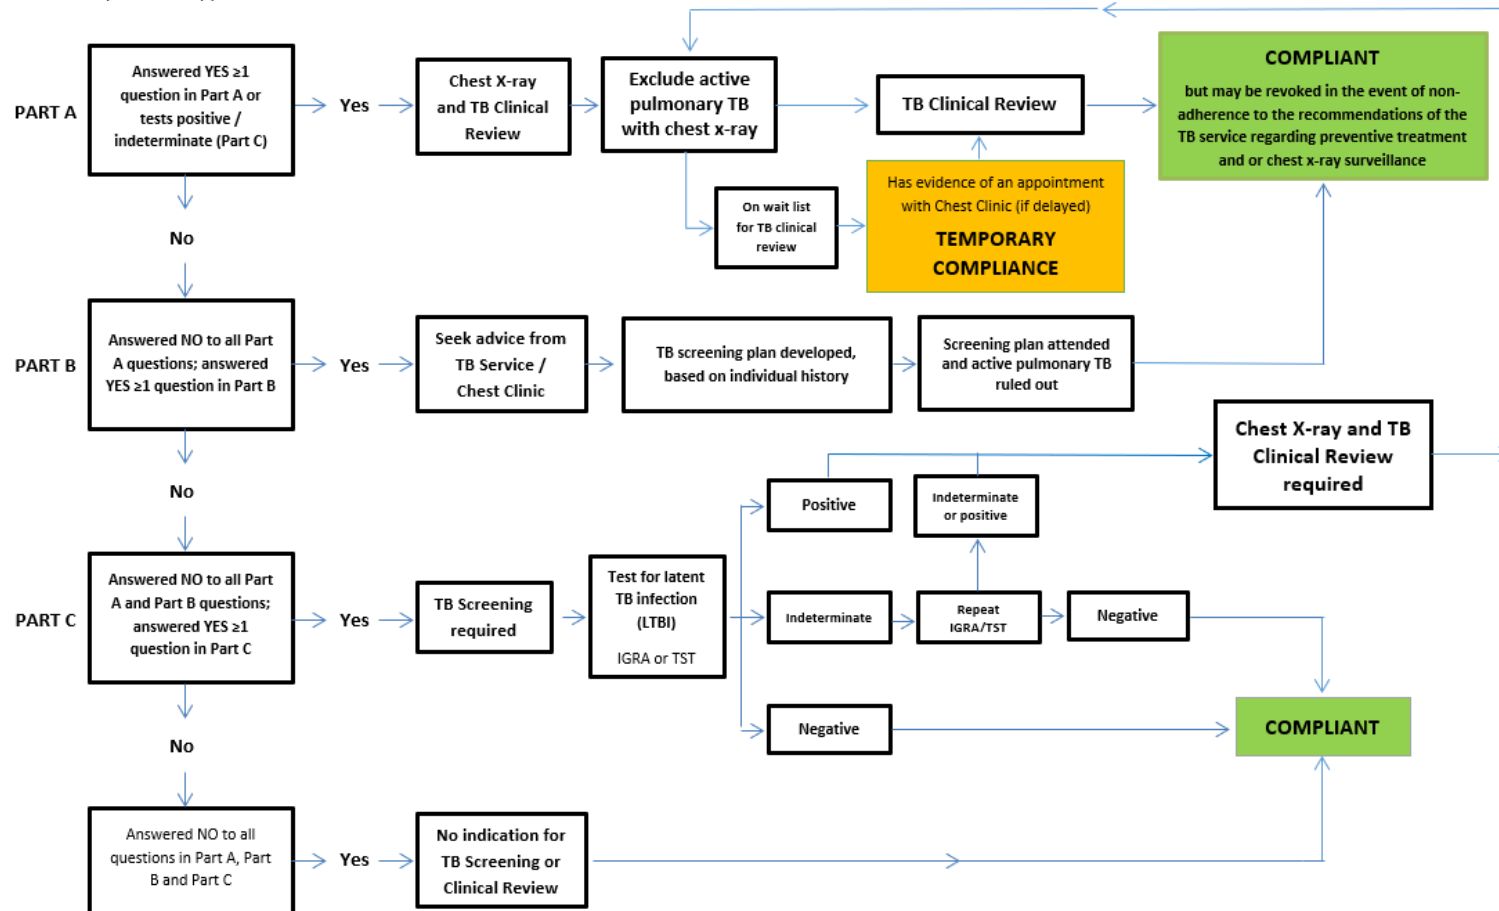 PART A
Answered YES ≥1
question in Part A or
tests positive /
indeterminate (Part C)
Yes
Chest X-ray
and TB Clinical
Review
Exclude active
pulmonary TB
with chest x-ray
TB Clinical Review
COMPLIANT
but may be revoked in the event of non-
adherence to the recommendations of the
TB service regarding preventive treatment
and or chest x-ray surveillance
On wait list
for TB clinical
review
Has evidence of an appointment
with Chest Clinic (if delayed)
TEMPORARY
COMPLIANCE
No
PART B
Answered NO to all Part
A questions; answered
YES ≥1 question in Part B
Yes
Seek advice from
TB Service /
Chest Clinic
TB screening plan developed,
based on individual history
Screening plan attended
and active pulmonary TB
ruled out
No
Chest X-ray and TB
Clinical Review
required
PART C
Answered NO to all Part
A and Part B questions;
answered YES ≥1
question in Part C
Yes
TB Screening
required
Test for latent
TB infection
(LTBI)
IGRA or TST
Positive
Indeterminate
or positive
Indeterminate
Repeat
IGRA/TST
Negative
Negative
COMPLIANT
No
Answered NO to all
questions in Part A, Part
B and Part C
Yes
No indication for
TB Screening or
Clinical Review